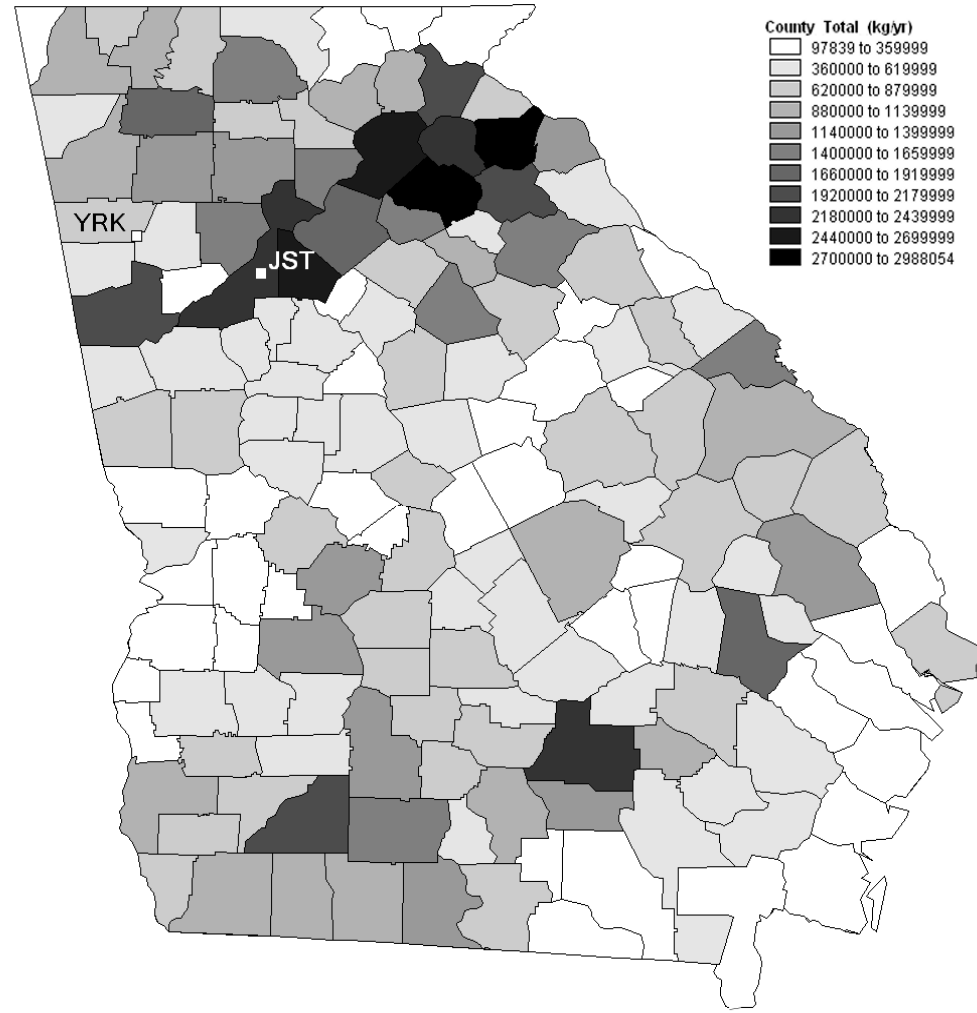 County Total (kg/yr)
97839 to 359999
360000 to 619999
620000 to 879999
880000 to 1139999
1140000 to 1399999
1400000 to 1659999
1660000 to 1919999
1920000 to 2179999
2180000 to 2439999
2440000 to 2699999
2700000 to 2988054
YRK
JST